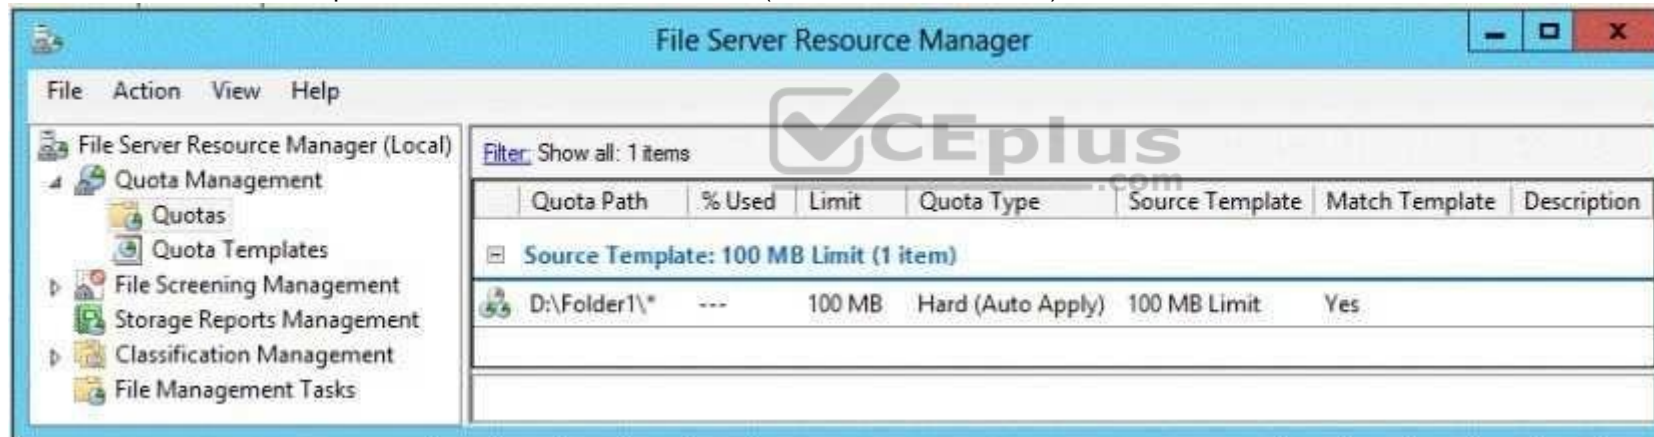 File Server Resource Manager
File Action View Help
CEplus
.com
File Server Resource Manager (Local)
Quota Management
Quotas
Quota Templates
File Screening Management
Storage Reports Management
Classification Management
File Management Tasks
Filter: Show all: 1 items
Quota Path % Used Limit Quota Type Source Template Match Template Description
Source Template: 100 MB Limit (1 item)
D:\Folder1\* --- 100 MB Hard (Auto Apply) 100 MB Limit Yes